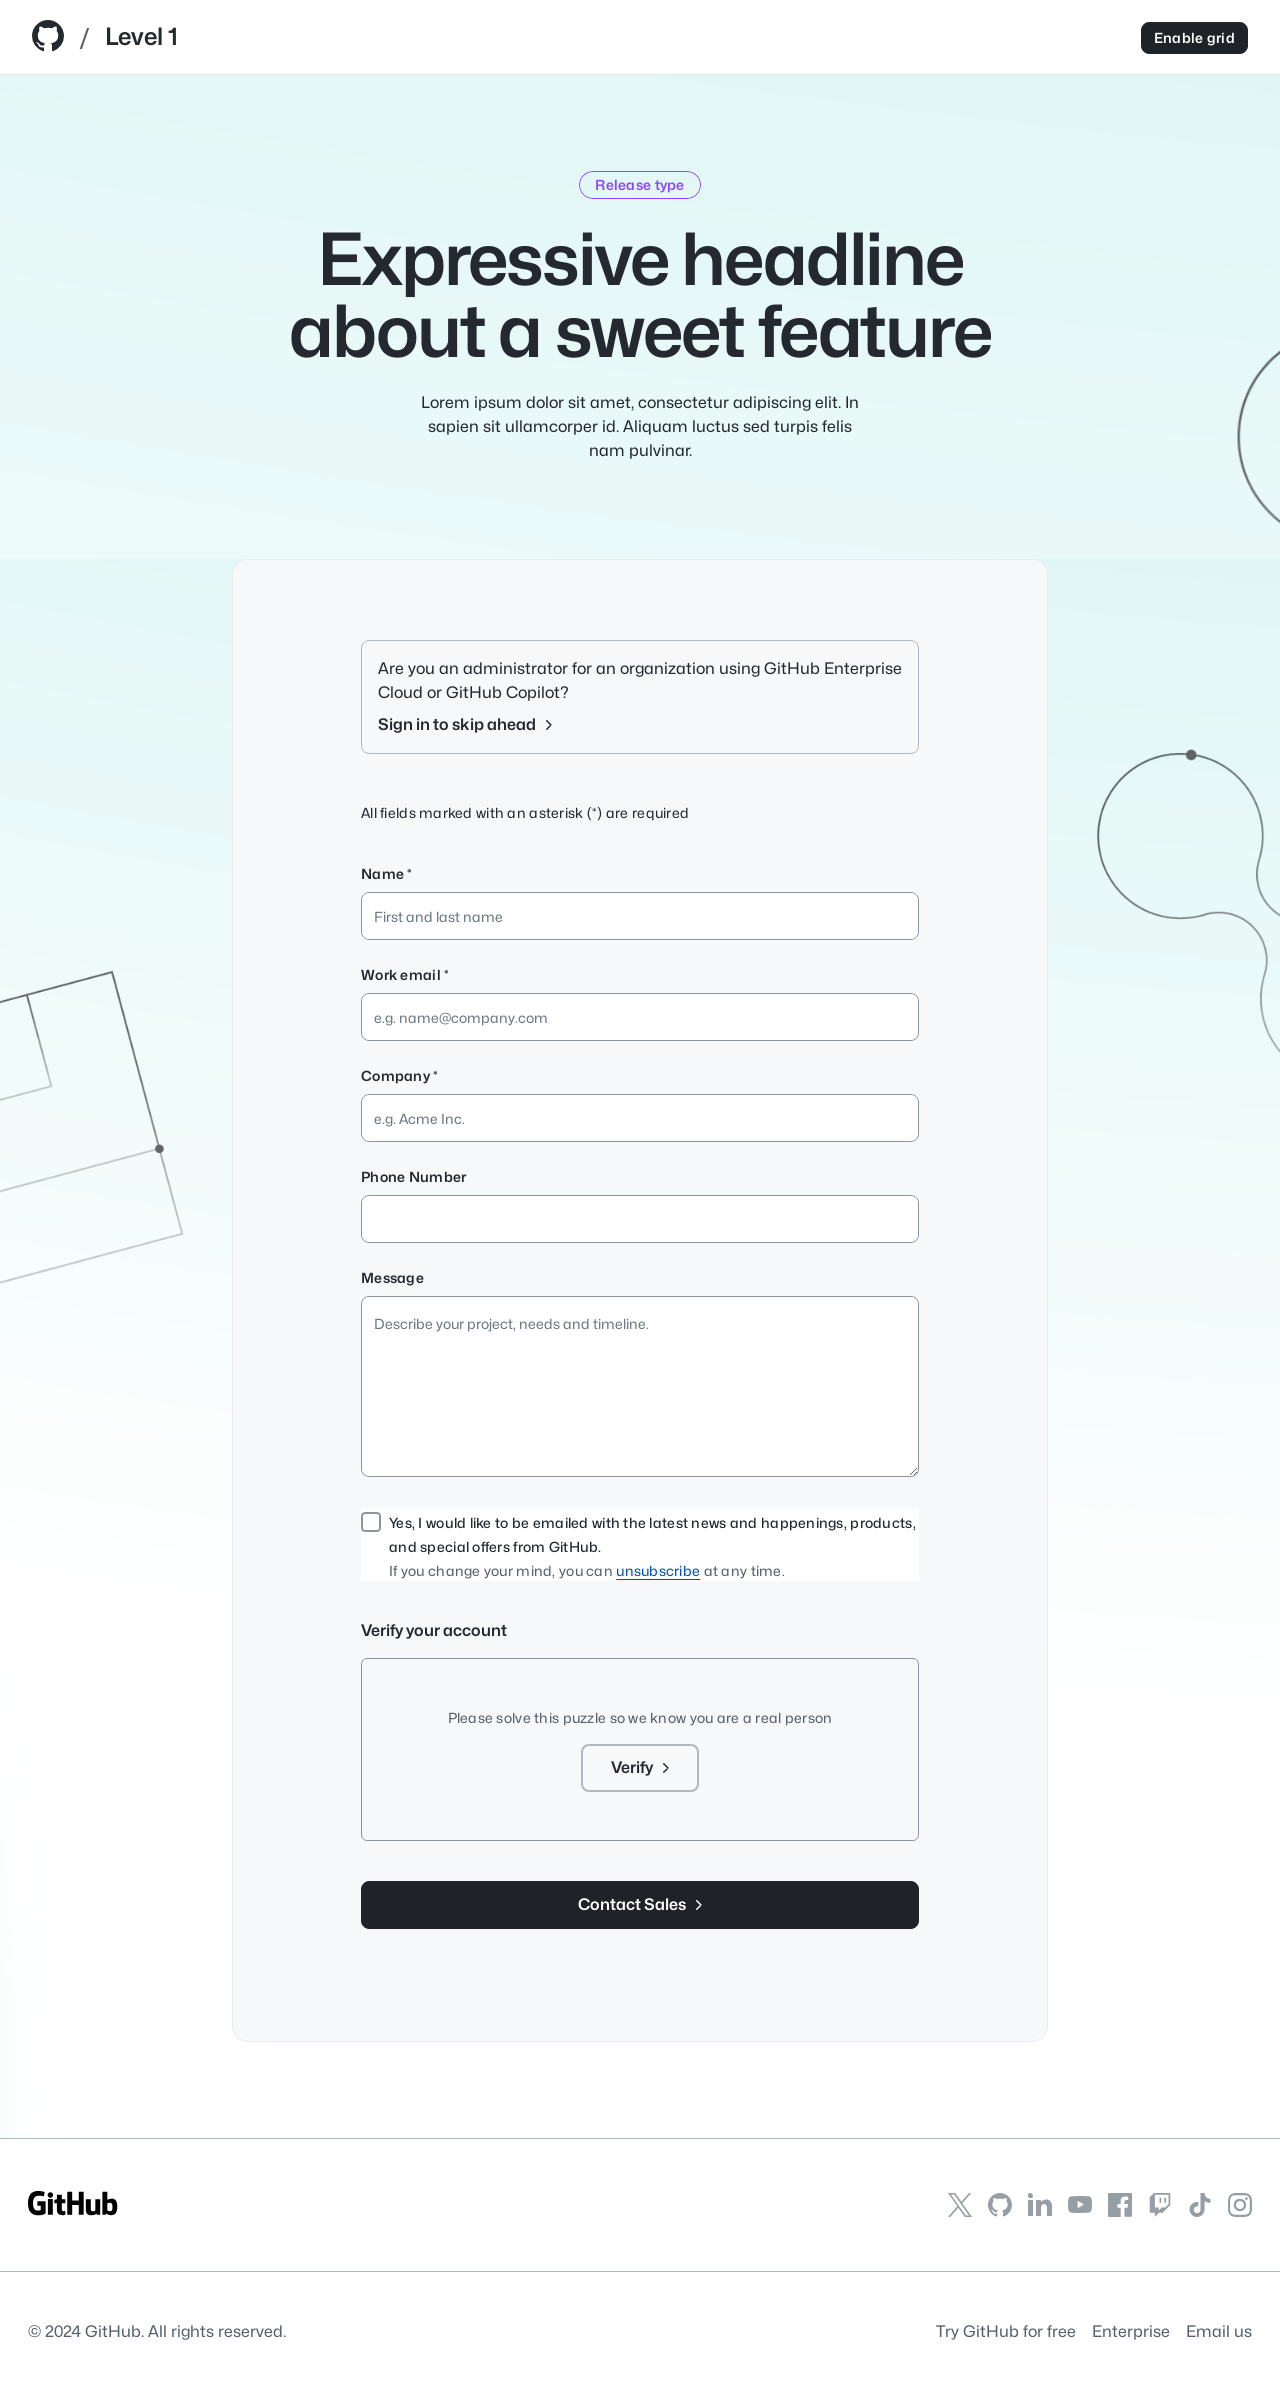 / Level 1
Enable grid
Release type
Expressive headline
about a sweet feature
Lorem ipsum dolor sit amet, consectetur adipiscing elit. In
sapien sit ullamcorper id. Aliquam luctus sed turpis felis
nam pulvinar.
Are you an administrator for an organization using GitHub Enterprise
Cloud or GitHub Copilot?
Sign in to skip ahead
All fields marked with an asterisk (*) are required
Name *
First and last name
Work email *
e.g. name@company.com
Company *
e.g. Acme Inc.
Phone Number
Message
Describe your project, needs and timeline.
Yes, I would like to be emailed with the latest news and happenings, products,
and special offers from GitHub.
If you change your mind, you can unsubscribe at any time.
Verify your account
Please solve this puzzle so we know you are a real person
Verify
Contact Sales
GitHub
© 2024 GitHub. All rights reserved.
Try GitHub for free
Enterprise
Email us